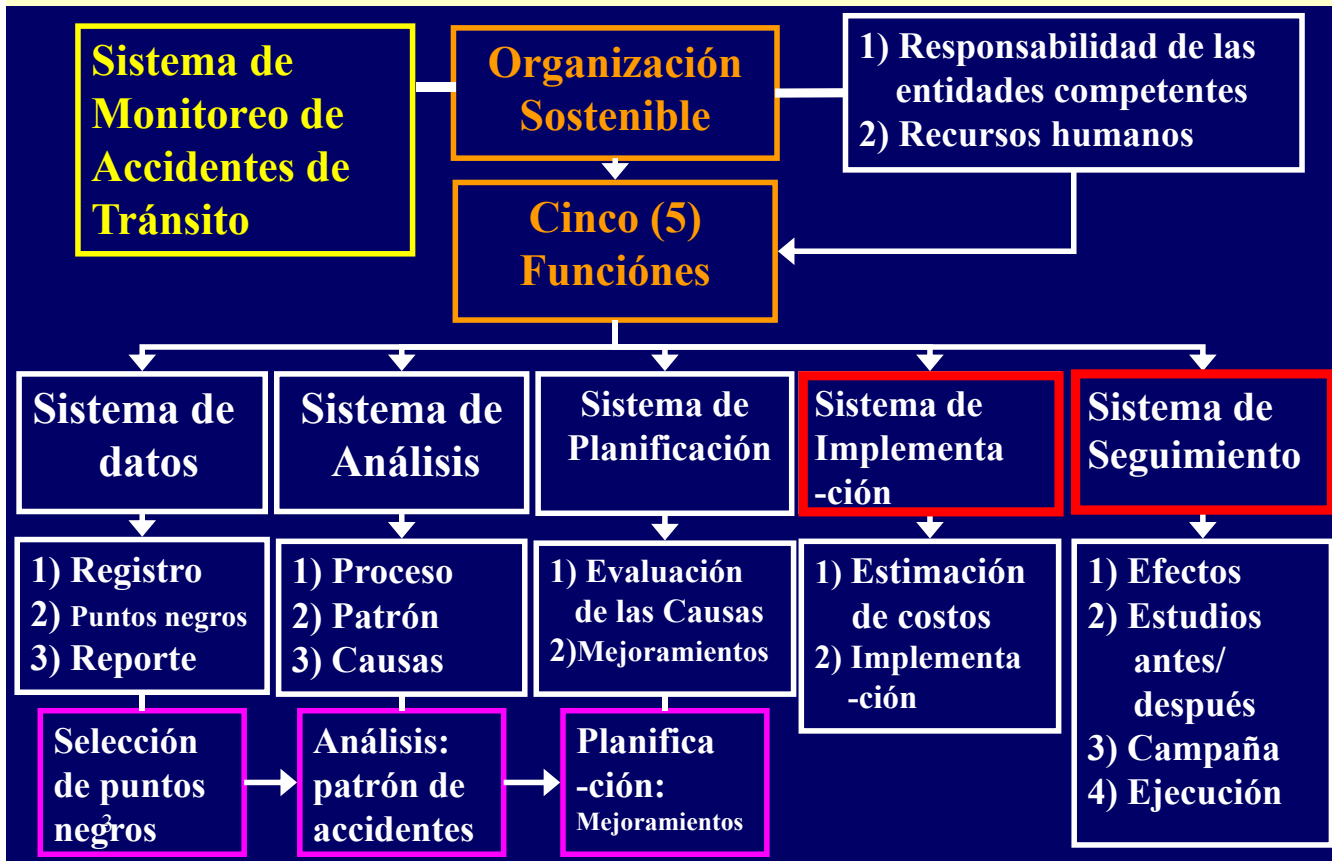 Sistema de
Monitoreo de
Accidentes de
Tránsito
Organización
Sostenible
1) Responsabilidad de las
entidades competentes
2) Recursos humanos
Cinco (5)
Funciónes
Sistema de
datos
Sistema de
Análisis
Sistema de
Planificación
Sistema de
Implementa
-ción
Sistema de
Seguimiento
1) Registro
2) Puntos negros
3) Reporte
1) Proceso
2) Patrón
3) Causas
1) Evaluación
de las Causas
2)Mejoramientos
1) Estimación
de costos
2) Implementa
-ción
1) Efectos
2) Estudios
antes/
después
3) Campaña
4) Ejecución
Selección
de puntos
negros
3
Análisis:
patrón de
accidentes
Planifica
-ción:
Mejoramientos